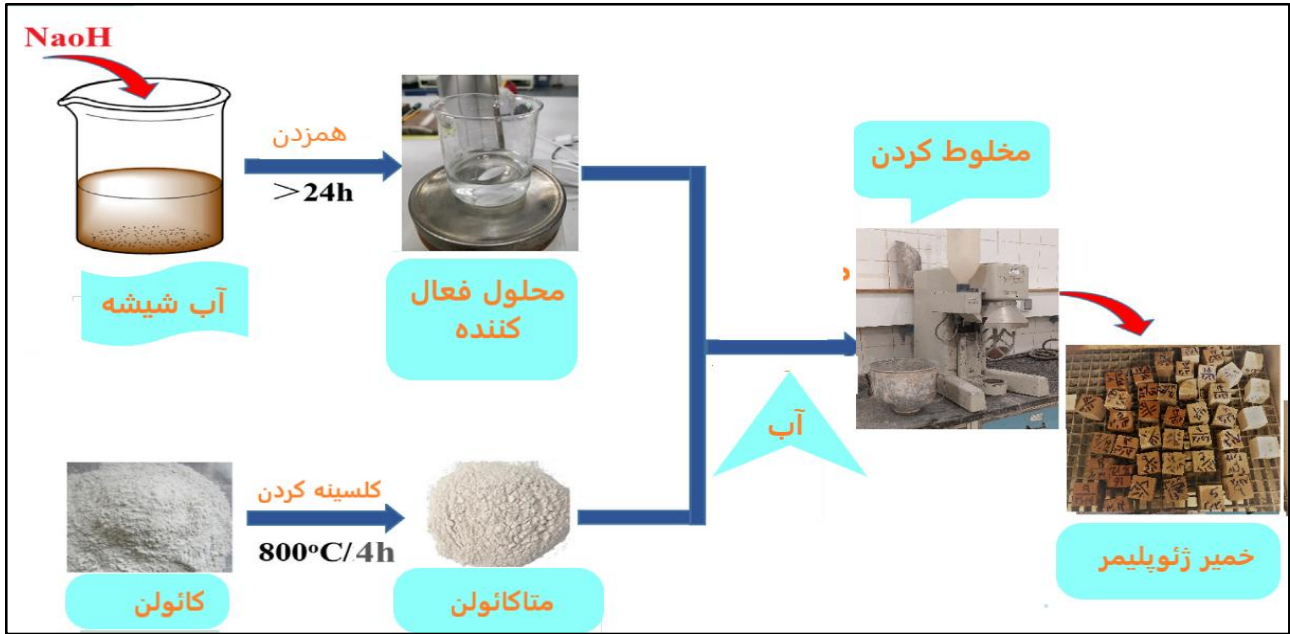 NaoH
همزدن
>24h
آب شیشه
محلول فعال
کننده
مخلوط کردن
آب
کلسینه کردن
800°C/.4h
کائولن
متاکائولن
خمیر ژئوپلیمر